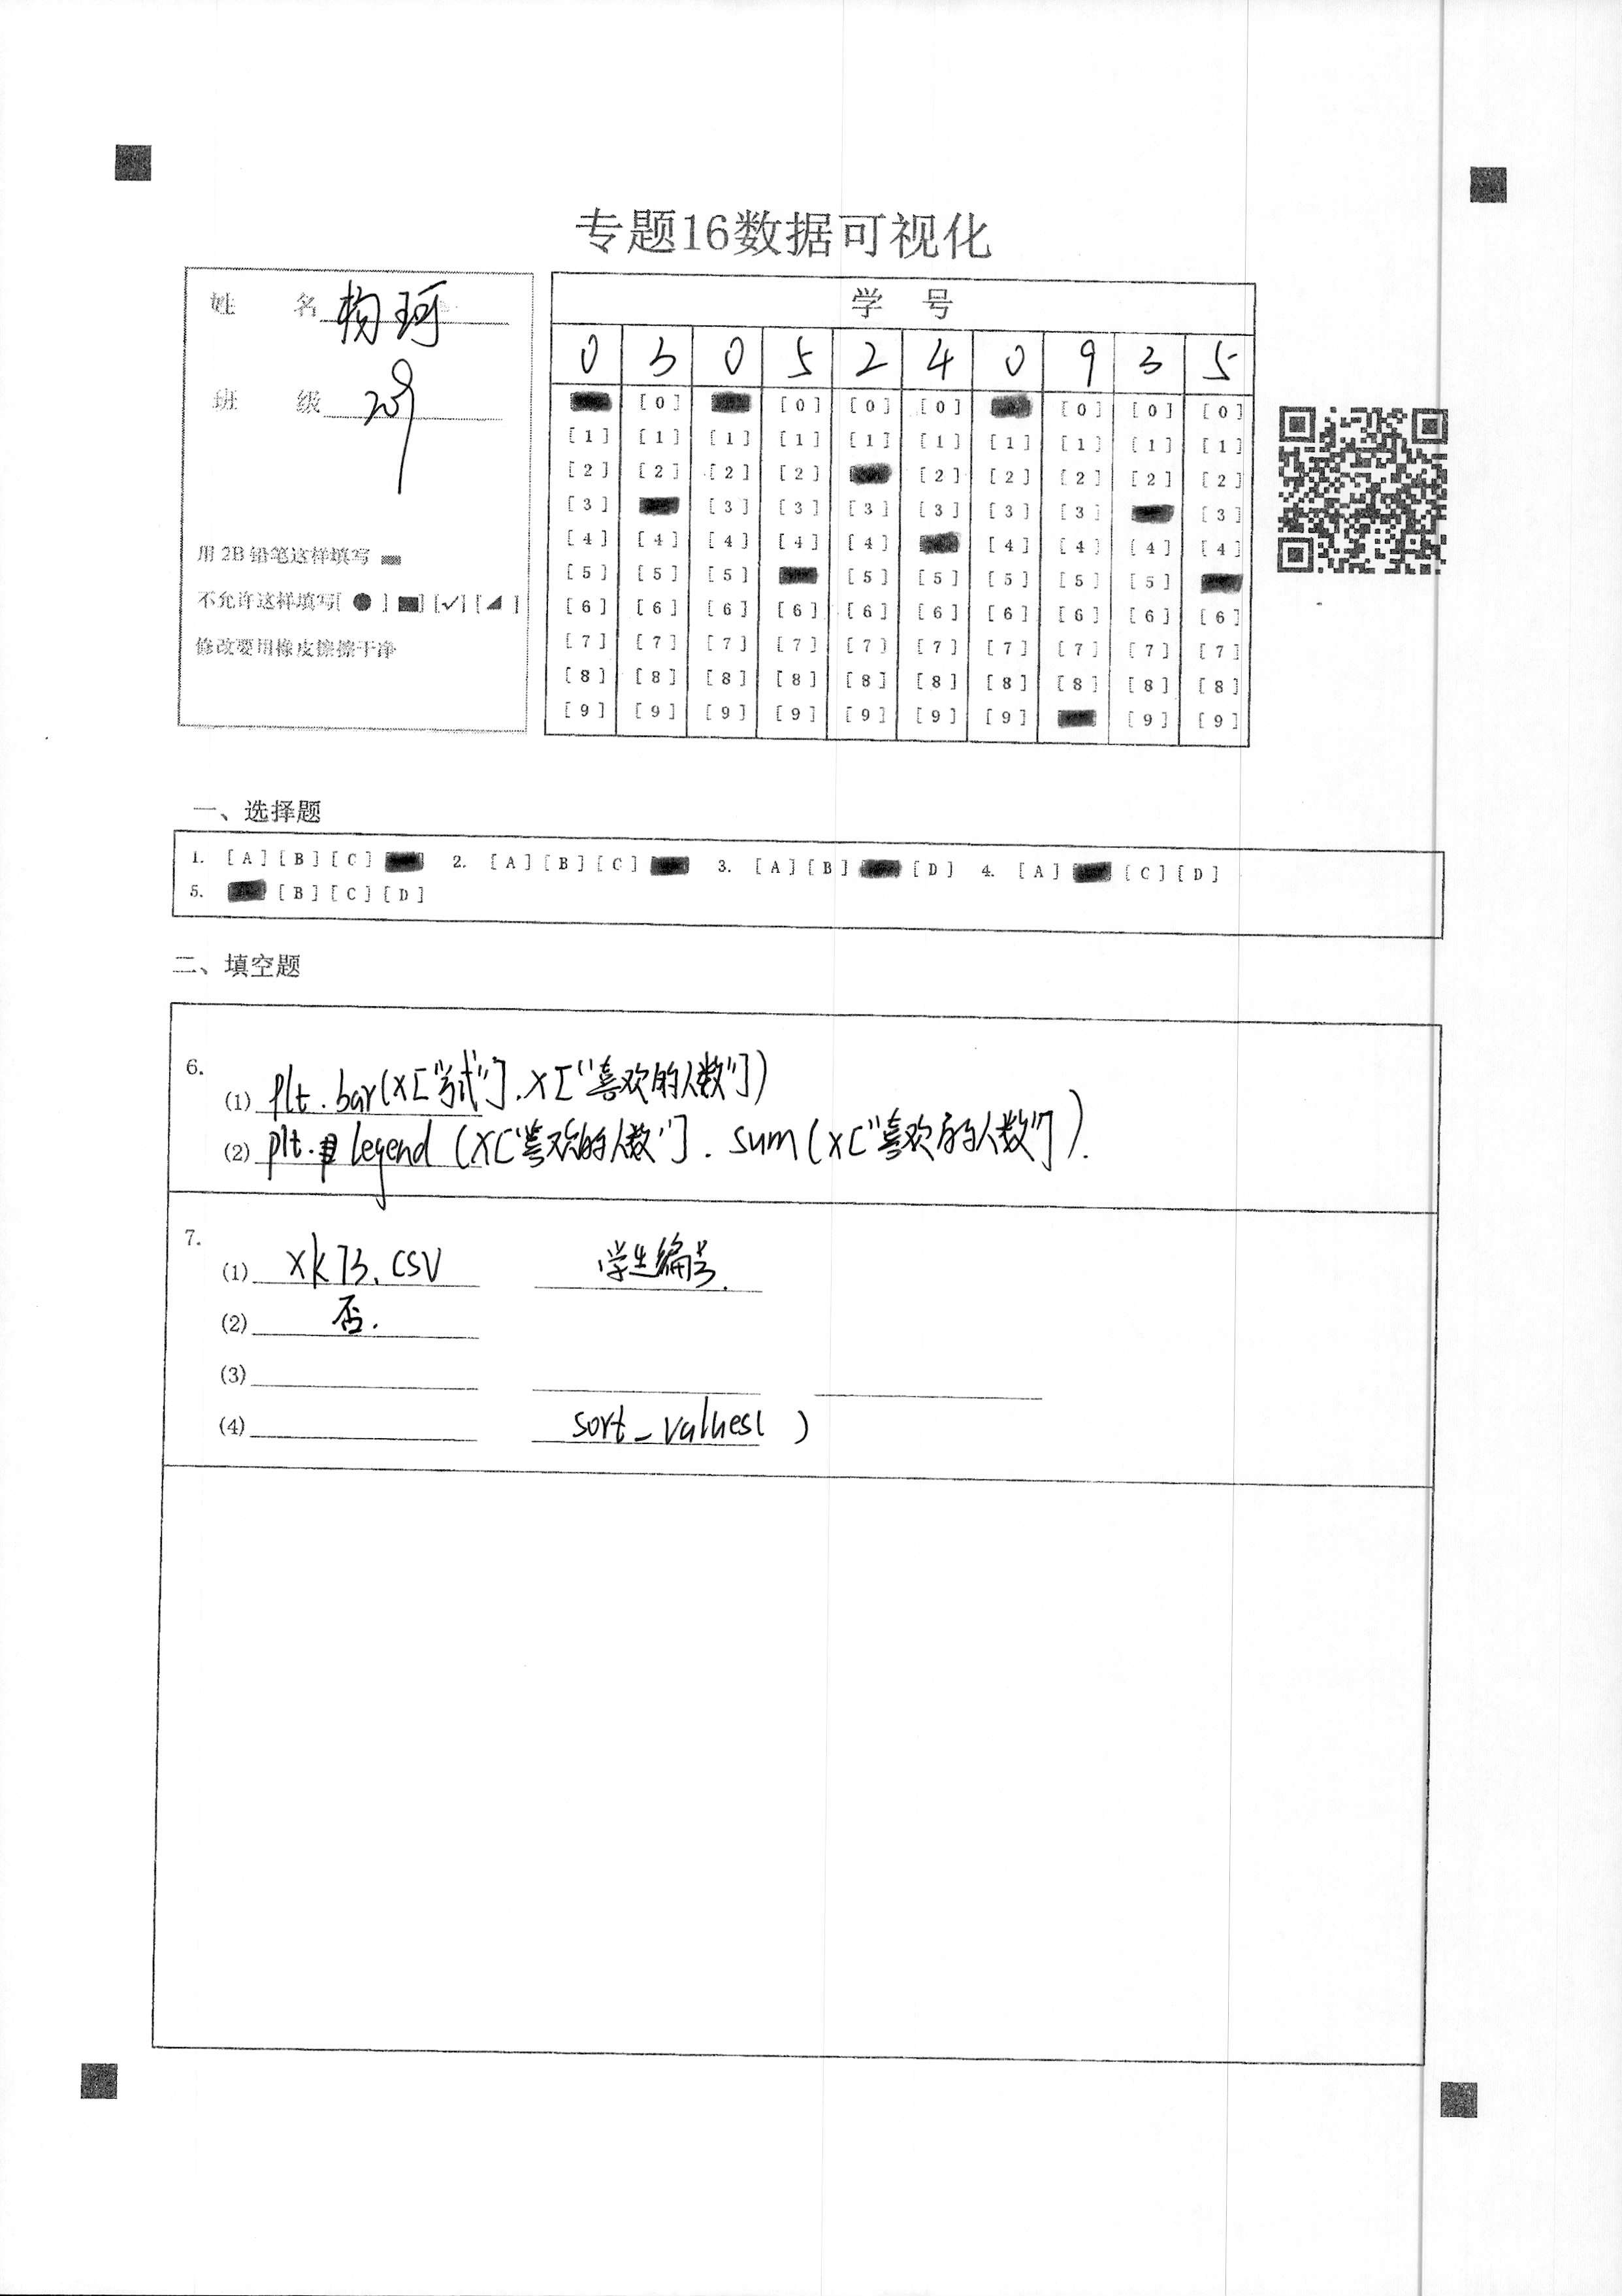 专题16数据可视化
姓 名 杨珂
班 级
用 2B 铅笔这样填写
不允许这样填写[ ● ] ■] [✓] [◢ ]
修改要用橡皮擦擦干净
学 号
0 3 0 5 2 4 0 9 3 5
[0] [0] [0] [0] [0] [0] [0]
[1] [1] [1] [1] [1] [1] [1] [1] [1] [1]
[2] [2] [2] [2] [2] [2] [2] [2] [2]
[3] [3] [3] [3] [3] [3] [3] [3]
[4] [4] [4] [4] [4] [4] [4] [4] [4]
[5] [5] [5] [5] [5] [5] [5] [5]
[6] [6] [6] [6] [6] [6] [6] [6] [6] [6]
[7] [7] [7] [7] [7] [7] [7] [7] [7] [7]
[8] [8] [8] [8] [8] [8] [8] [8] [8] [8]
[9] [9] [9] [9] [9] [9] [9] [9] [9]
一、选择题
1. [A] [B] [C] 2. [A] [B] [C] 3. [A] [B] [D] 4. [A] [C] [D]
5. [B] [C] [D]
二、填空题
6.
(1) plt.bar(x["方式"],x["喜欢的人数"])
(2) plt. legend (x["喜欢的人数"]. sum(x["喜欢的人数"]).
7.
(1) xk73.csv 学生编号.
(2) 否.
(3)
(4) sort_values( )